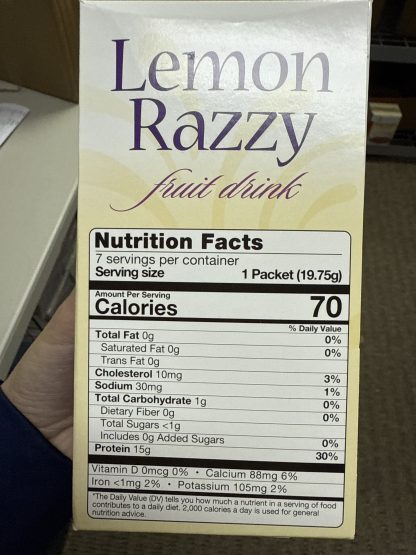 Lemon
Razzy
fruit drink
Nutrition Facts
7 servings per container
Serving size 1 Packet (19.75g)
Amount Per Serving
Calories 70
% Daily Value
Total Fat 0g 0%
Saturated Fat 0g 0%
Trans Fat 0g
Cholesterol 10mg 3%
Sodium 30mg 1%
Total Carbohydrate 1g 0%
Dietary Fiber 0g 0%
Total Sugars <1g
Includes 0g Added Sugars 0%
Protein 15g 30%
Vitamin D 0mcg 0% • Calcium 88mg 6%
Iron <1mg 2% • Potassium 105mg 2%
*The Daily Value (DV) tells you how much a nutrient in a serving of food
contributes to a daily diet. 2,000 calories a day is used for general
nutrition advice.